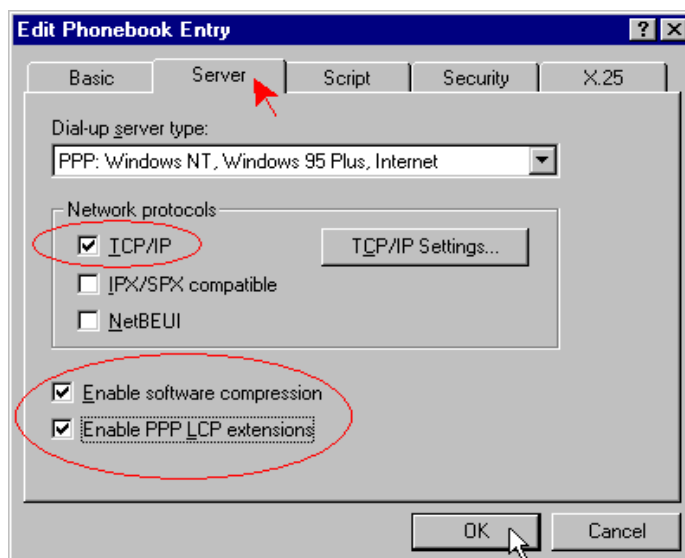 Edit Phonebook Entry
Basic Server Script Security X.25
Dial-up server type:
PPP: Windows NT, Windows 95 Plus, Internet
Network protocols
TCP/IP TCP/IP Settings...
IPX/SPX compatible
NetBEUI
Enable software compression
Enable PPP LCP extensions
OK Cancel